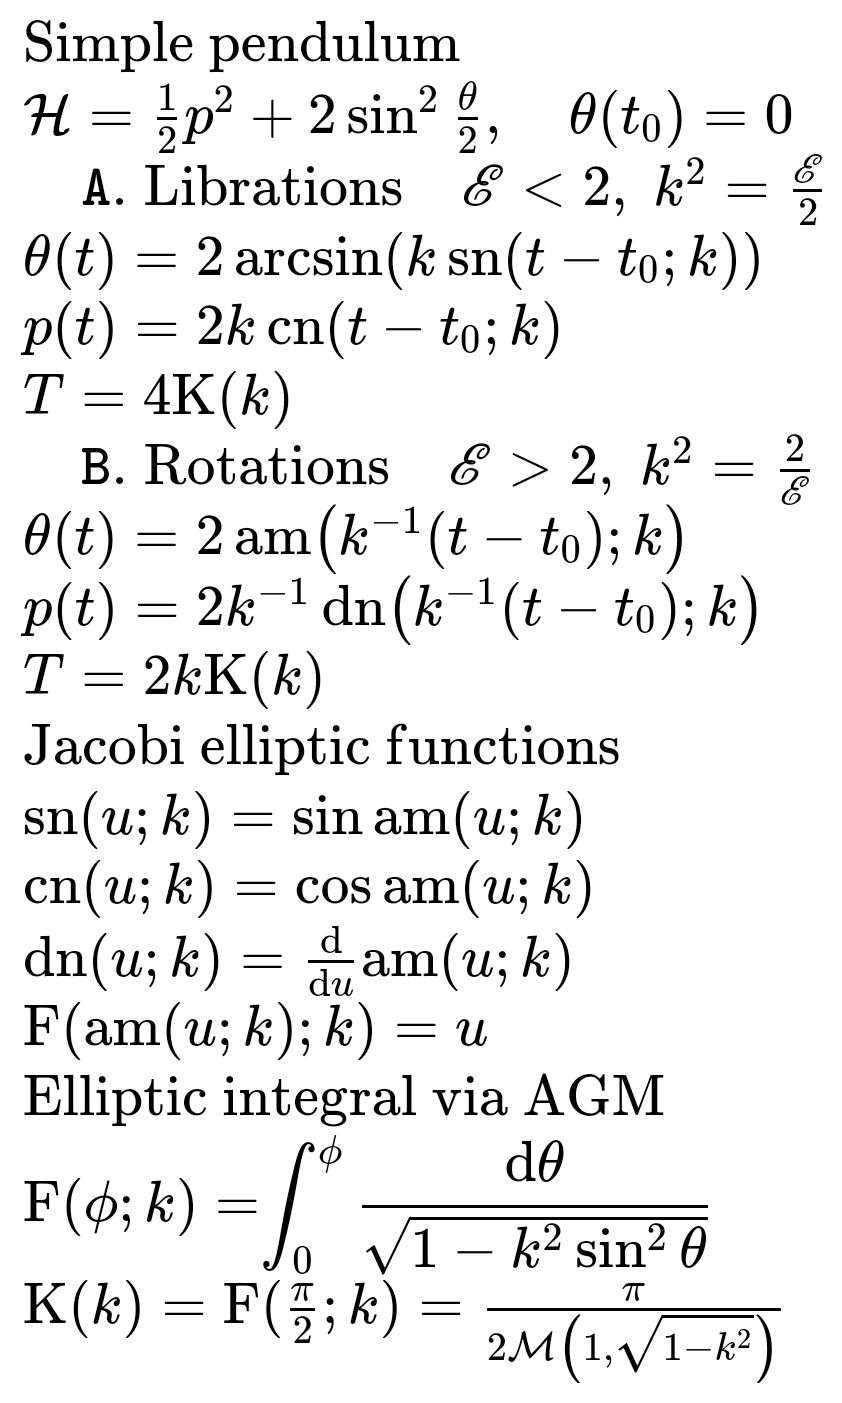 Simple pendulum
ℋ = ½p² + 2 sin² θ/2,  θ(t₀) = 0
A. Librations  ℰ < 2, k² = ℰ/2
θ(t) = 2 arcsin(k sn(t − t₀; k))
p(t) = 2k cn(t − t₀; k)
T = 4K(k)
B. Rotations  ℰ > 2, k² = 2/ℰ
θ(t) = 2 am(k⁻¹(t − t₀); k)
p(t) = 2k⁻¹ dn(k⁻¹(t − t₀); k)
T = 2kK(k)
Jacobi elliptic functions
sn(u; k) = sin am(u; k)
cn(u; k) = cos am(u; k)
dn(u; k) = d/du am(u; k)
F(am(u; k); k) = u
Elliptic integral via AGM
F(ϕ; k) = ∫₀^ϕ dθ / √(1 − k² sin² θ)
K(k) = F(π/2; k) = π / 2ℳ(1,√(1−k²))